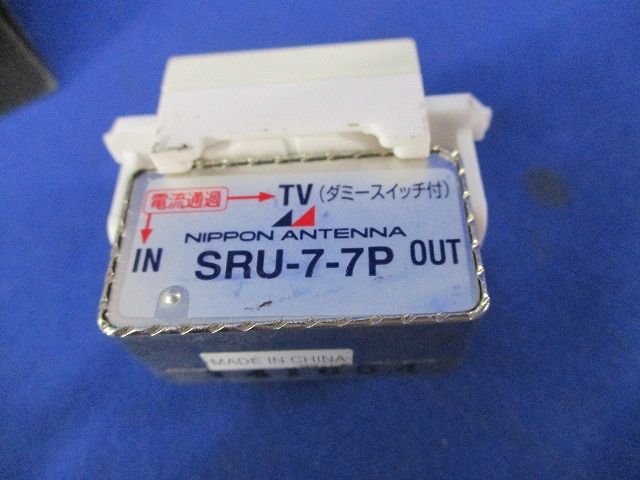 電流通過 TV (ダミースイッチ付)
NIPPON ANTENNA
IN SRU-7-7P OUT
MADE IN CHINA